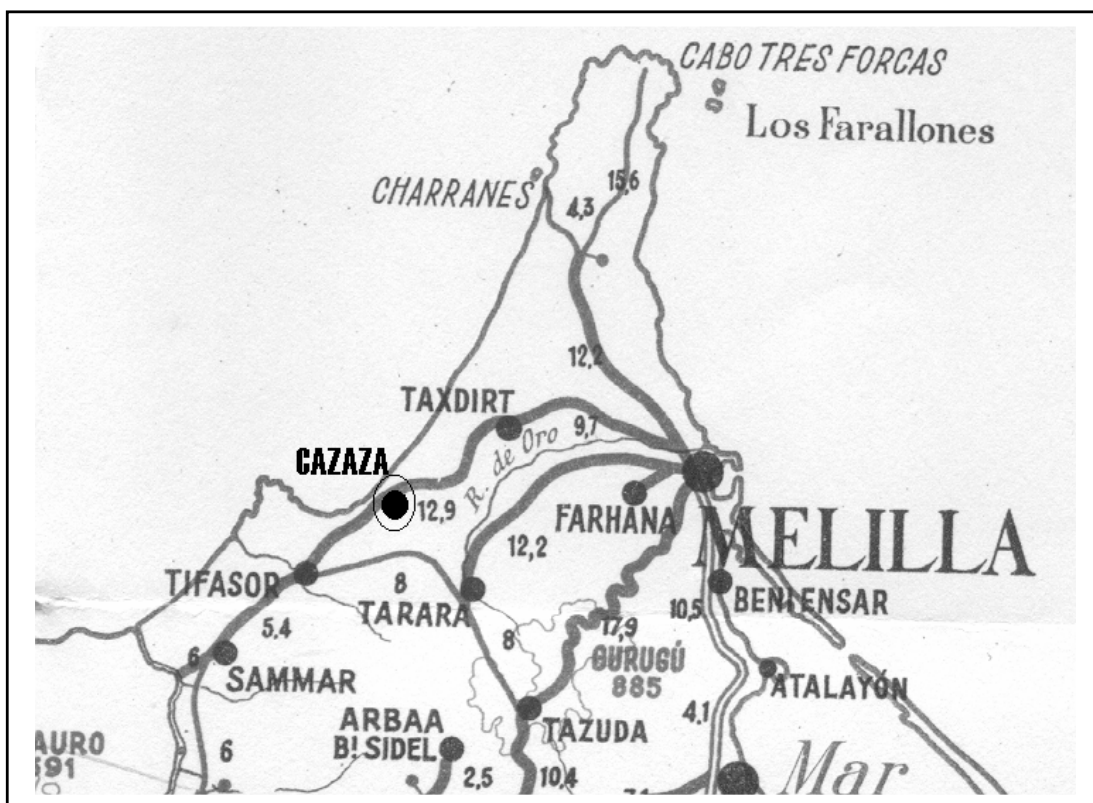 CABO TRES FORCAS
Los Farallones
CHARRANES
15,6
4,3
12,2
TAXDIRT
9,7
R. de Oro
CAZAZA
12,9
FARHANA
MELILLA
12,2
TIFASOR
8
TARARA
BENIENSAR
10,5
5.4
8
17,9
6
SAMMAR
GURUGÚ
885
ATALAYÓN
4.1
ARBAA
B! SIDEL
TAZUDA
AURO
591
6
2,5
10,4
Mar